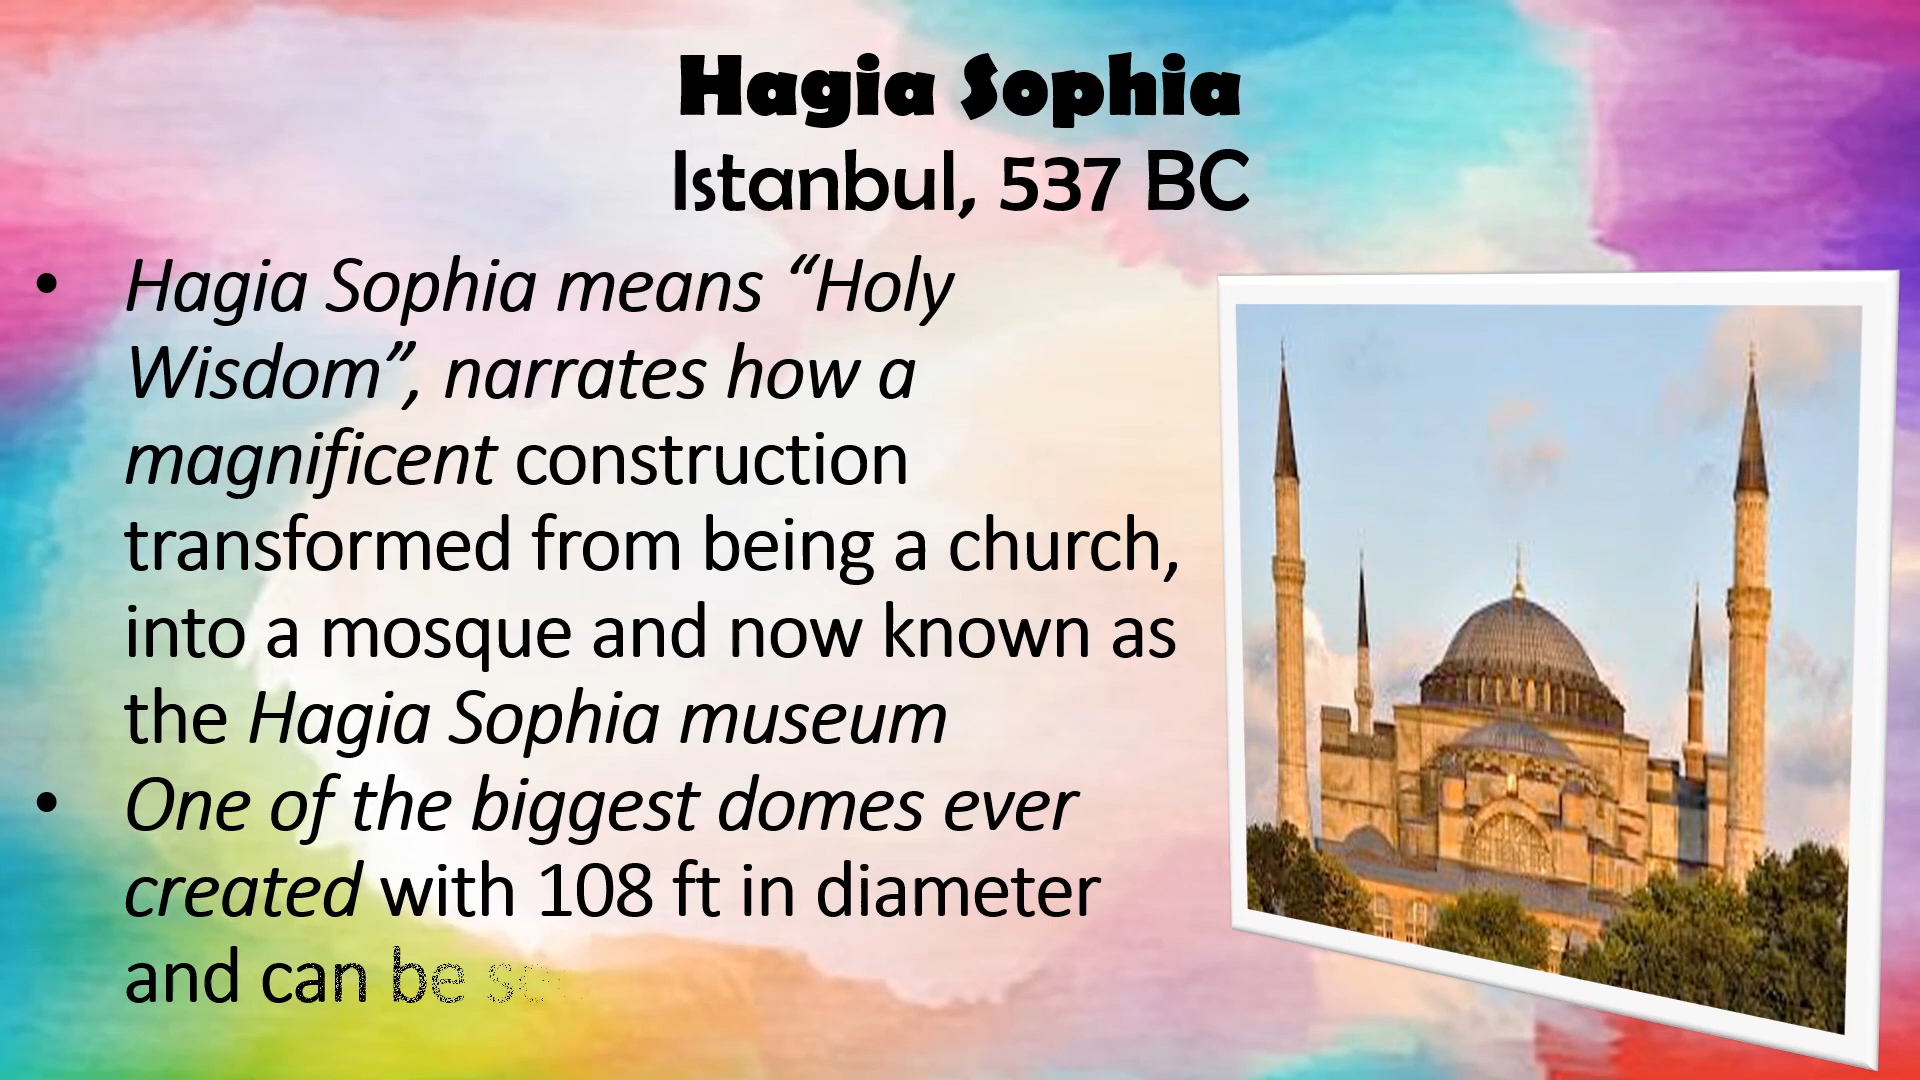 Hagia Sophia
Istanbul, 537 BC
• Hagia Sophia means “Holy
Wisdom”, narrates how a
magnificent construction
transformed from being a church,
into a mosque and now known as
the Hagia Sophia museum
• One of the biggest domes ever
created with 108 ft in diameter
and can be